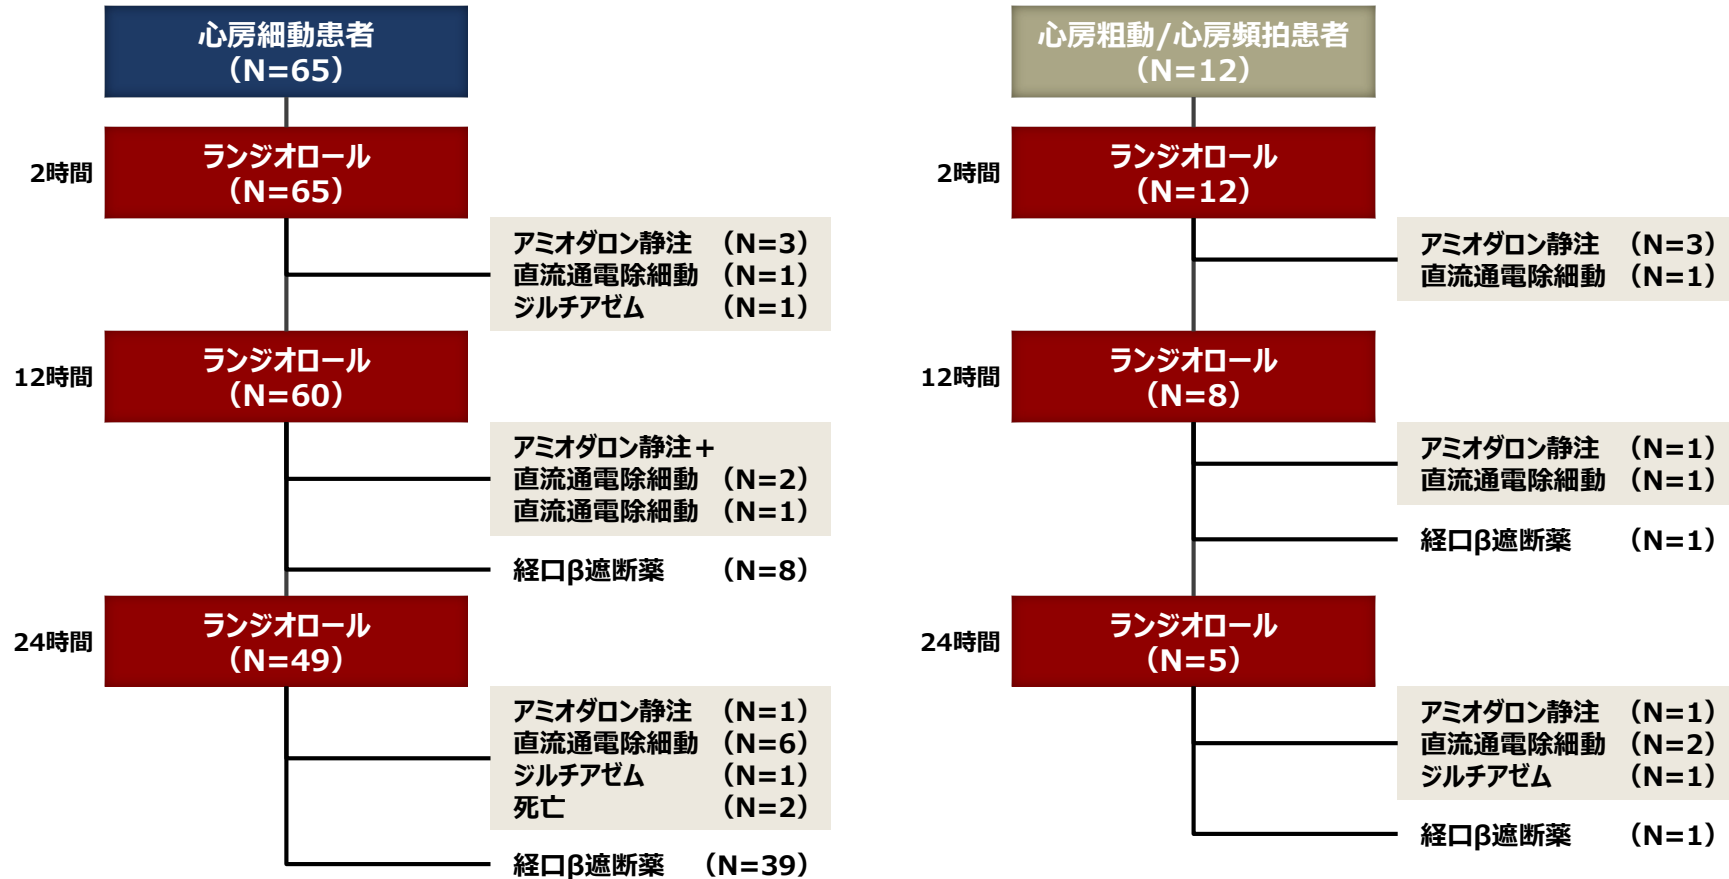 心房細動患者
（N=65）
2時間
ランジオロール
（N=65）
アミオダロン静注 （N=3）
直流通電除細動 （N=1）
ジルチアゼム （N=1）
12時間
ランジオロール
（N=60）
アミオダロン静注＋
直流通電除細動 （N=2）
直流通電除細動 （N=1）
経口β遮断薬 （N=8）
24時間
ランジオロール
（N=49）
アミオダロン静注 （N=1）
直流通電除細動 （N=6）
ジルチアゼム （N=1）
死亡 （N=2）
経口β遮断薬 （N=39）
心房粗動/心房頻拍患者
（N=12）
2時間
ランジオロール
（N=12）
アミオダロン静注 （N=3）
直流通電除細動 （N=1）
12時間
ランジオロール
（N=8）
アミオダロン静注 （N=1）
直流通電除細動 （N=1）
経口β遮断薬 （N=1）
24時間
ランジオロール
（N=5）
アミオダロン静注 （N=1）
直流通電除細動 （N=2）
ジルチアゼム （N=1）
経口β遮断薬 （N=1）